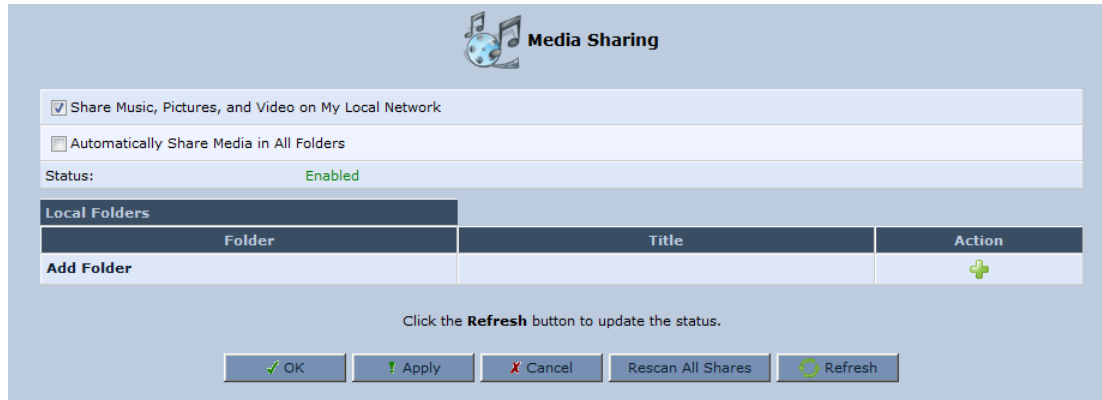 Media Sharing
Share Music, Pictures, and Video on My Local Network
Automatically Share Media in All Folders
Status: Enabled
Local Folders
Folder Title Action
Add Folder
Click the Refresh button to update the status.
OK Apply Cancel Rescan All Shares Refresh